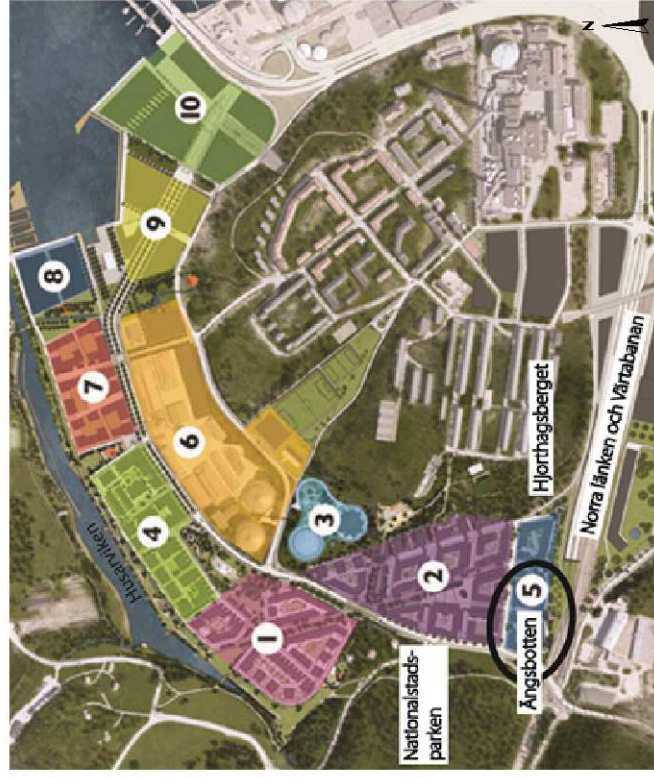 8
7
Husarviken
4
9
6
10
1
3
Nationalstads-
parken
2
Ängsbotten
5
Hjorthagsberget
Norra länken och Värtabanan
N